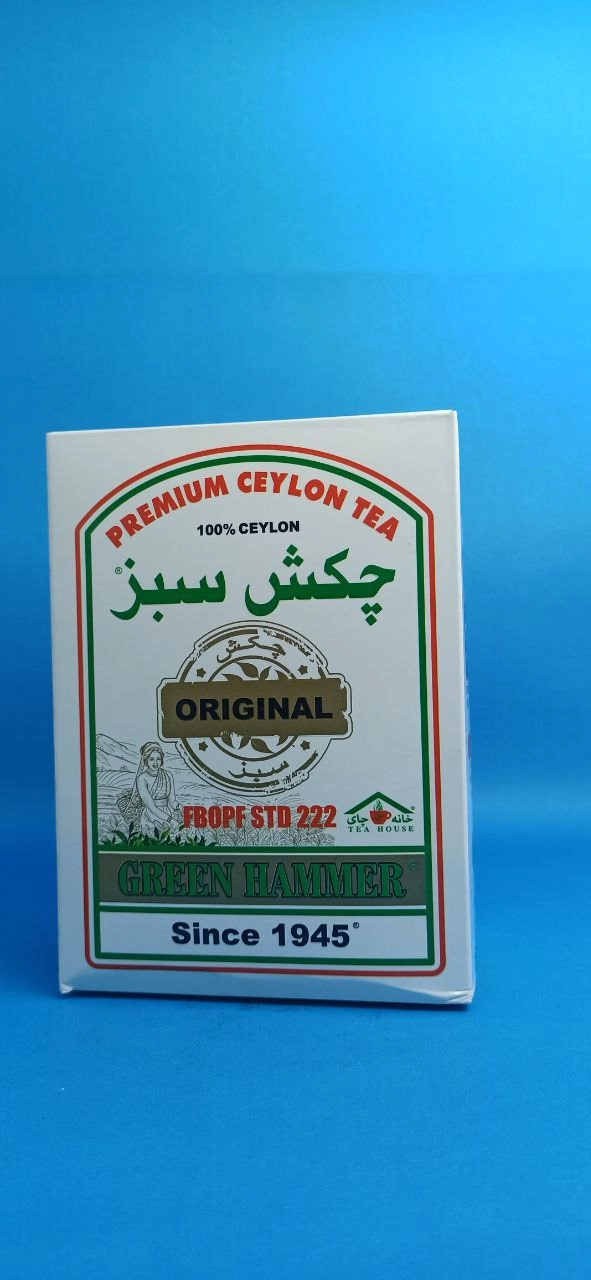 PREMIUM CEYLON TEA
100% CEYLON
چکش سبز®
چکش
ORIGINAL
سبز
FBOPF STD 222
خانه چای®
TEA HOUSE
GREEN HAMMER®
Since 1945®